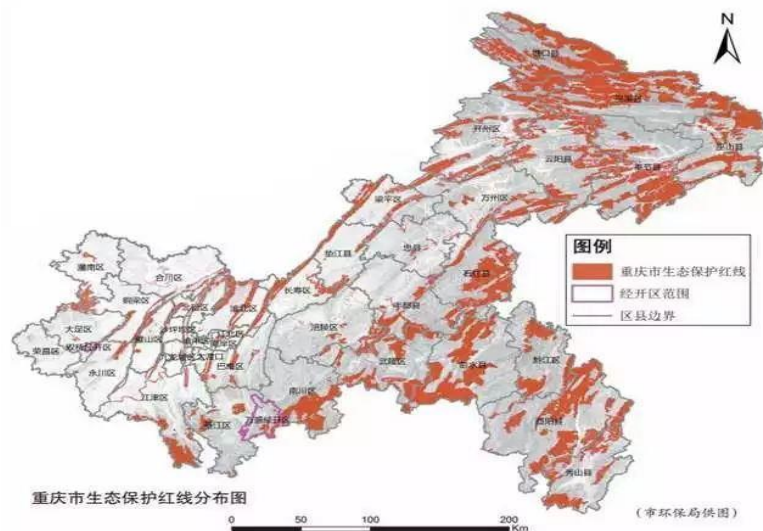 N
城口县
巫溪县
开州区
巫山县
云阳县
奉节县
梁平区
万州区
垫江县
忠县
潼南区
合川区
长寿区
石柱县
铜梁区
渝北区
丰都县
大足区
沙坪坝区
江北区
涪陵区
荣昌区
双桥经开区
璧山区
九龙坡区
大渡口
武隆区
彭水县
黔江区
永川区
巴南区
南川区
江津区
綦江区
万盛经开区
酉阳县
秀山县
图例
重庆市生态保护红线
经开区范围
区县边界
重庆市生态保护红线分布图
(市环保局供图)
0 50 100 200
Km